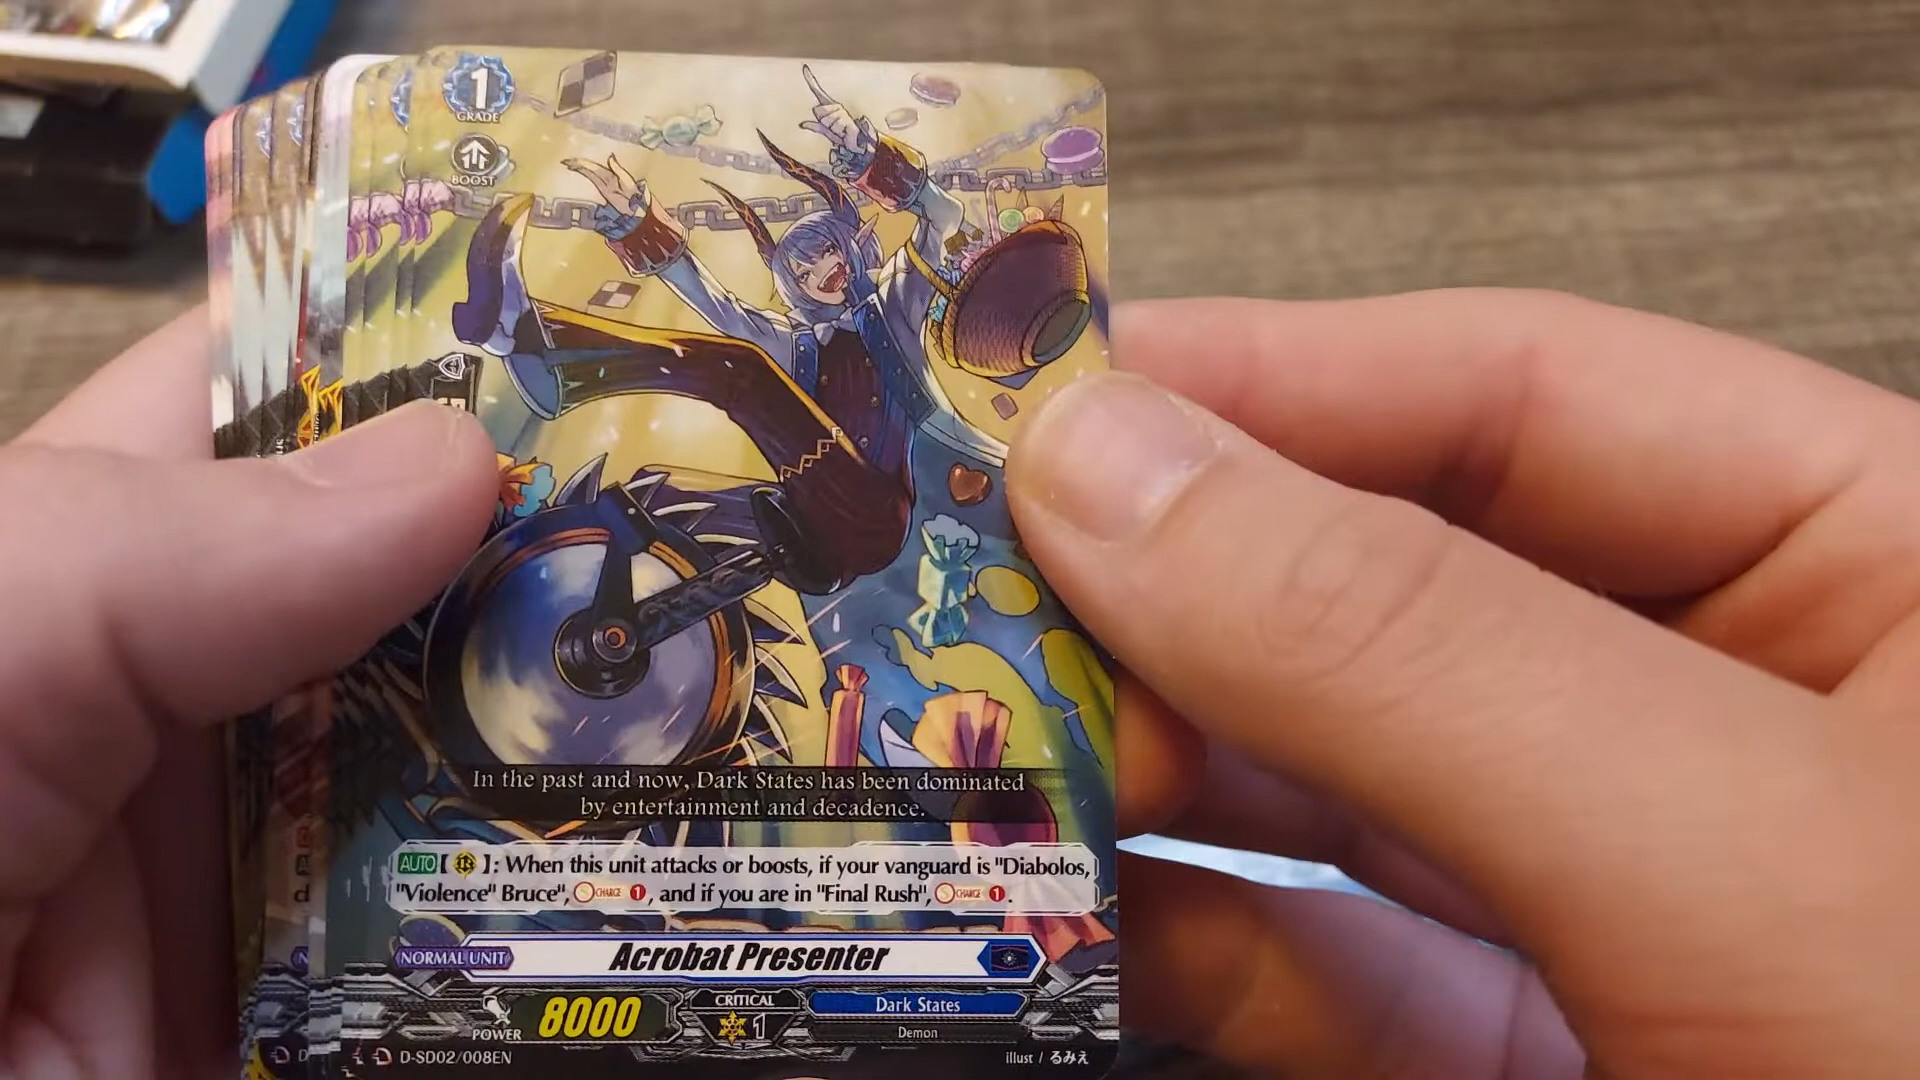 1
GRADE
BOOST
In the past and now, Dark States has been dominated
by entertainment and decadence.
AUTO【 R 】: When this unit attacks or boosts, if your vanguard is "Diabolos,
"Violence" Bruce", S CHARGE 1, and if you are in "Final Rush", S CHARGE 1.
NORMAL UNIT
Acrobat Presenter
POWER 8000
CRITICAL
1
Dark States
Demon
D-SD02/008EN
illust / るみえ